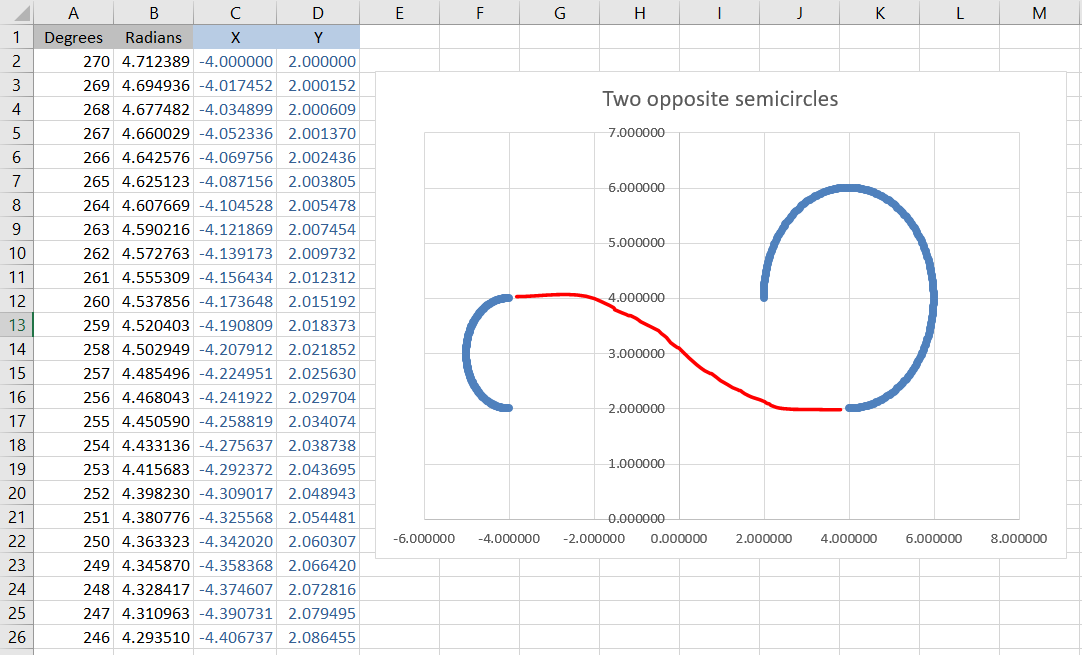 A B C D E F G H I J K L M
1 Degrees Radians X Y
2 270 4.712389 -4.000000 2.000000
3 269 4.694936 -4.017452 2.000152
4 268 4.677482 -4.034899 2.000609
5 267 4.660029 -4.052336 2.001370
6 266 4.642576 -4.069756 2.002436
7 265 4.625123 -4.087156 2.003805
8 264 4.607669 -4.104528 2.005478
9 263 4.590216 -4.121869 2.007454
10 262 4.572763 -4.139173 2.009732
11 261 4.555309 -4.156434 2.012312
12 260 4.537856 -4.173648 2.015192
13 259 4.520403 -4.190809 2.018373
14 258 4.502949 -4.207912 2.021852
15 257 4.485496 -4.224951 2.025630
16 256 4.468043 -4.241922 2.029704
17 255 4.450590 -4.258819 2.034074
18 254 4.433136 -4.275637 2.038738
19 253 4.415683 -4.292372 2.043695
20 252 4.398230 -4.309017 2.048943
21 251 4.380776 -4.325568 2.054481
22 250 4.363323 -4.342020 2.060307
23 249 4.345870 -4.358368 2.066420
24 248 4.328417 -4.374607 2.072816
25 247 4.310963 -4.390731 2.079495
26 246 4.293510 -4.406737 2.086455
Two opposite semicircles
7.000000
6.000000
5.000000
4.000000
3.000000
2.000000
1.000000
0.000000
-6.000000 -4.000000 -2.000000 0.000000 2.000000 4.000000 6.000000 8.000000